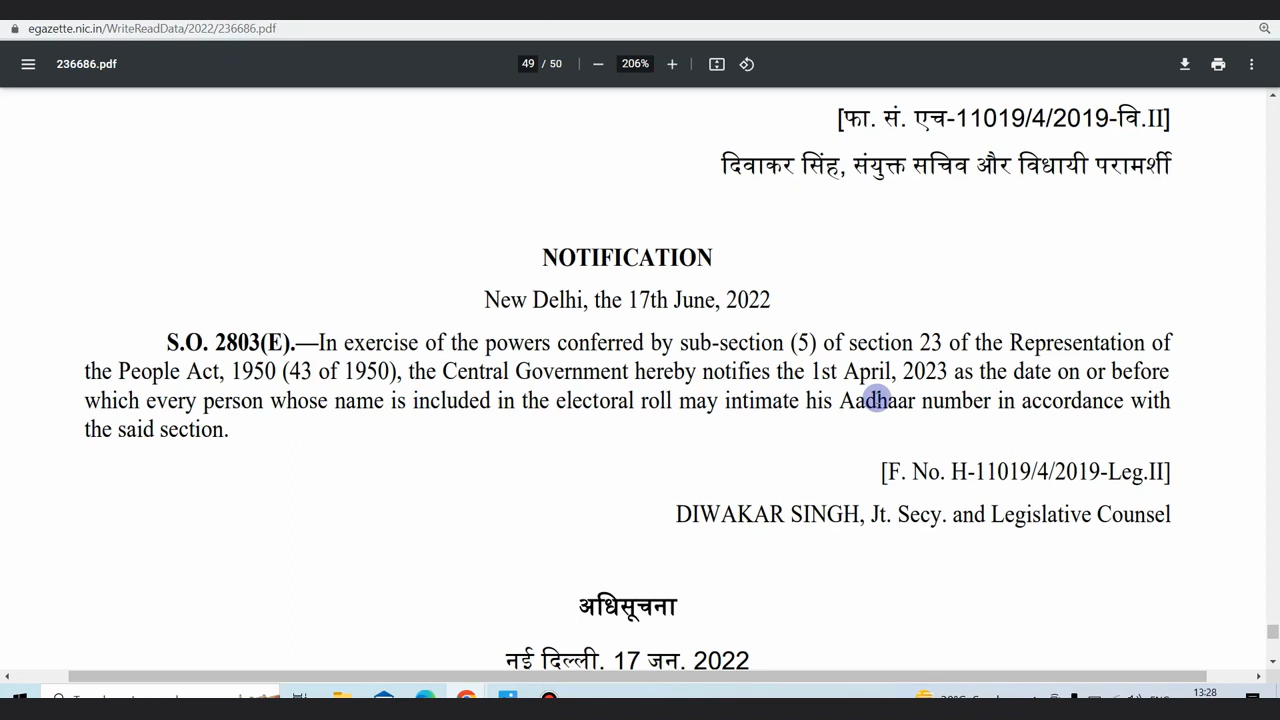 egazette.nic.in/WriteReadData/2022/236686.pdf
236686.pdf
49 / 50
206%
[फा. सं. एच-11019/4/2019-वि.II]
दिवाकर सिंह, संयुक्त सचिव और विधायी परामर्शी
NOTIFICATION
New Delhi, the 17th June, 2022
S.O. 2803(E).—In exercise of the powers conferred by sub-section (5) of section 23 of the Representation of
the People Act, 1950 (43 of 1950), the Central Government hereby notifies the 1st April, 2023 as the date on or before
which every person whose name is included in the electoral roll may intimate his Aadhaar number in accordance with
the said section.
[F. No. H-11019/4/2019-Leg.II]
DIWAKAR SINGH, Jt. Secy. and Legislative Counsel
अधिसूचना
नई दिल्ली, 17 जून, 2022
13:28